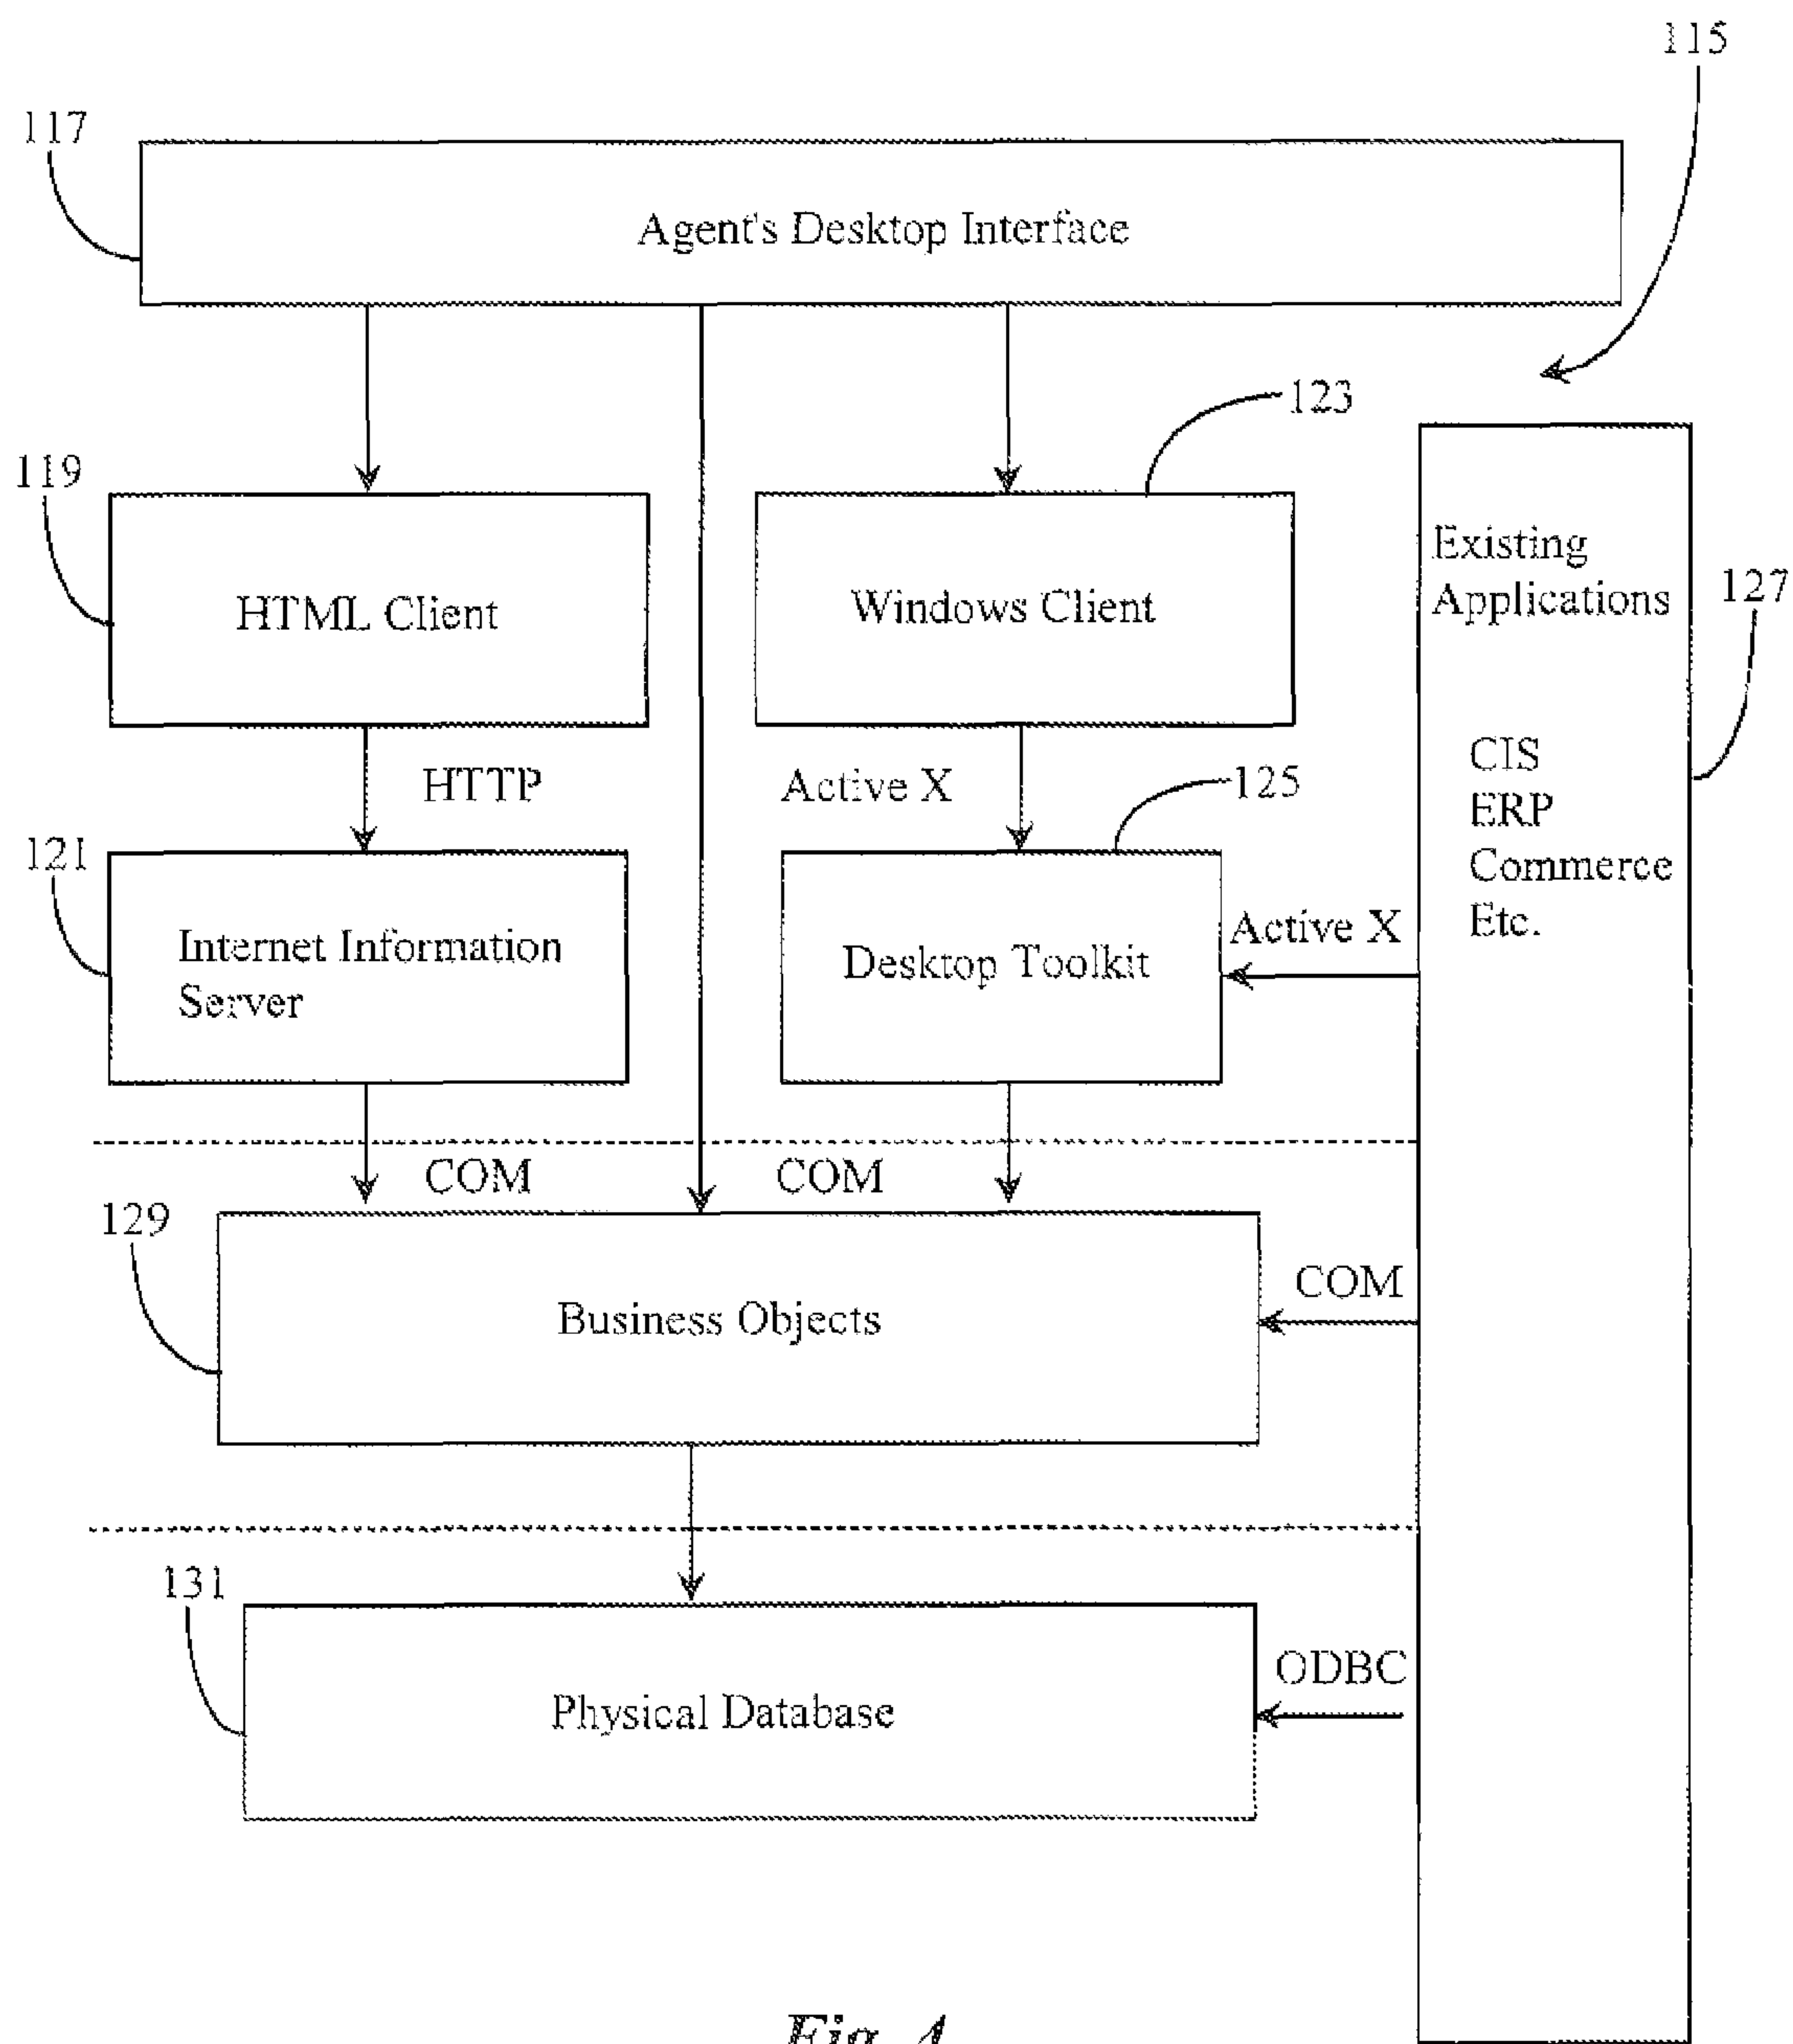 115
117
Agent's Desktop Interface
123
119
HTML Client
Windows Client
Existing
Applications
127
CIS
ERP
Commerce
Etc.
HTTP
Active X
125
121
Internet Information
Server
Desktop Toolkit
Active X
COM
COM
129
Business Objects
COM
131
Physical Database
ODBC
Fig. 4